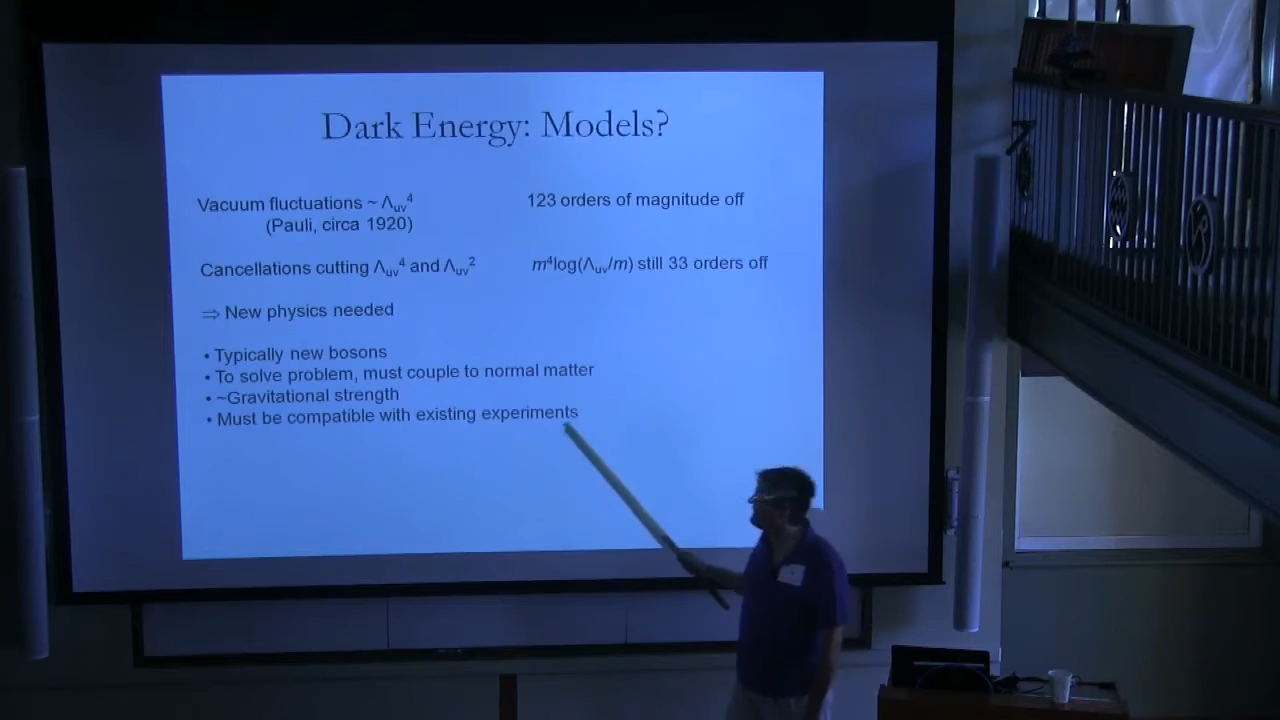 Dark Energy: Models?
Vacuum fluctuations ~ Λuv⁴ 123 orders of magnitude off
(Pauli, circa 1920)
Cancellations cutting Λuv⁴ and Λuv² m⁴log(Λuv/m) still 33 orders off
⇒ New physics needed
• Typically new bosons
• To solve problem, must couple to normal matter
• ~Gravitational strength
• Must be compatible with existing experiments